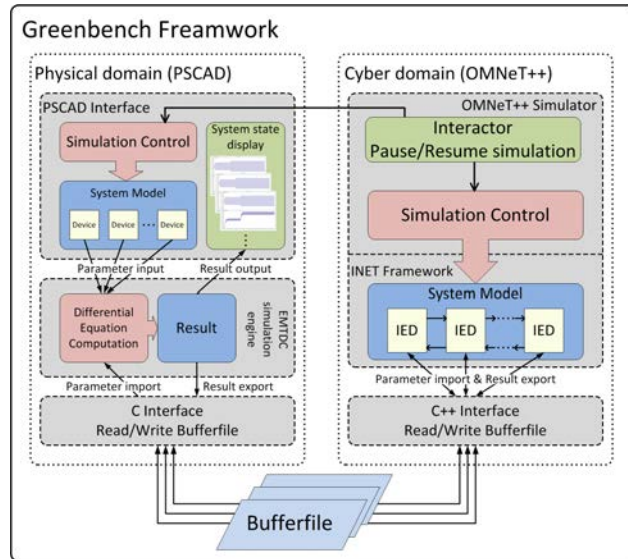 Greenbench Freamwork
Physical domain (PSCAD)
PSCAD Interface
Simulation Control
System state
display
System Model
Device
Device
...
Device
...
Parameter input
Result output
Differential
Equation
Computation
Result
EMTDC
simulation
engine
Parameter import
Result export
C Interface
Read/Write Bufferfile
Cyber domain (OMNeT++)
OMNeT++ Simulator
Interactor
Pause/Resume simulation
Simulation Control
INET Framework
System Model
IED
IED
IED
Parameter import & Result export
C++ Interface
Read/Write Bufferfile
Bufferfile